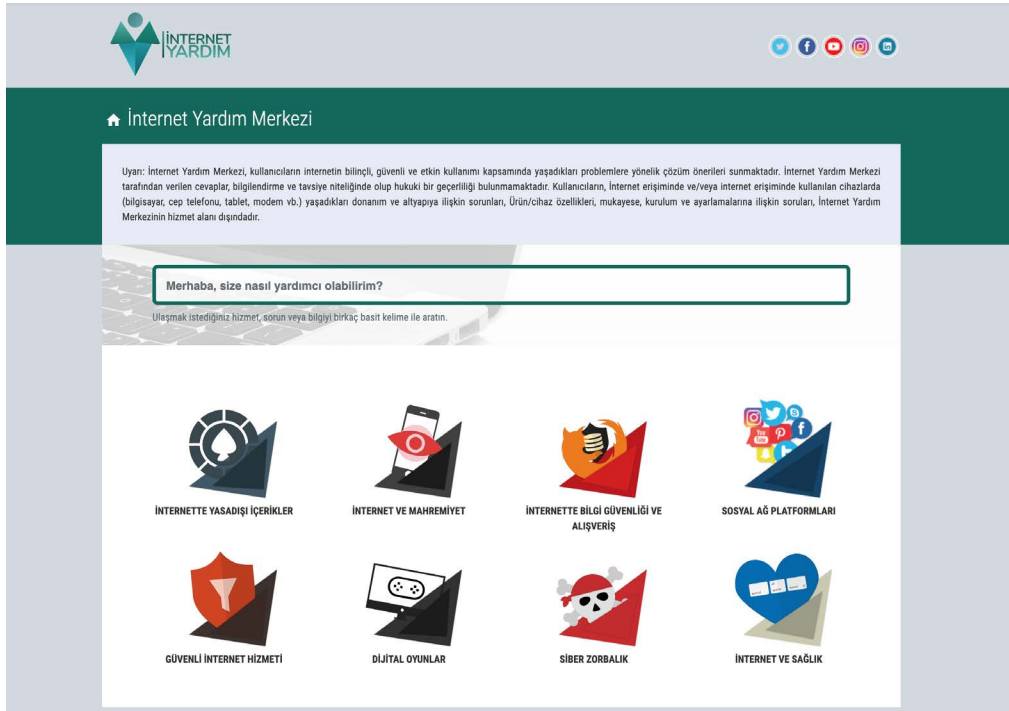 İNTERNET
YARDIM
İnternet Yardım Merkezi
Uyarı: İnternet Yardım Merkezi, kullanıcıların internetin bilinçli, güvenli ve etkin kullanımı kapsamında yaşadıkları problemlere yönelik çözüm önerileri sunmaktadır. İnternet Yardım Merkezi
tarafından verilen cevaplar, bilgilendirme ve tavsiye niteliğinde olup hukuki bir geçerliliği bulunmamaktadır. Kullanıcıların, İnternet erişiminde ve/veya internet erişiminde kullanılan cihazlarda
(bilgisayar, cep telefonu, tablet, modem vb.) yaşadıkları donanım ve altyapıya ilişkin sorunları, Ürün/cihaz özellikleri, mukayese, kurulum ve ayarlamalarına ilişkin soruları, İnternet Yardım
Merkezinin hizmet alanı dışındadır.
Merhaba, size nasıl yardımcı olabilirim?
Ulaşmak istediğiniz hizmet, sorun veya bilgiyi birkaç basit kelime ile aratın.
You
Tube
İNTERNETTE YASADIŞI İÇERİKLER
İNTERNET VE MAHREMİYET
İNTERNETTE BİLGİ GÜVENLİĞİ VE
ALIŞVERİŞ
SOSYAL AĞ PLATFORMLARI
GÜVENLİ İNTERNET HİZMETİ
DİJİTAL OYUNLAR
SİBER ZORBALIK
İNTERNET VE SAĞLIK